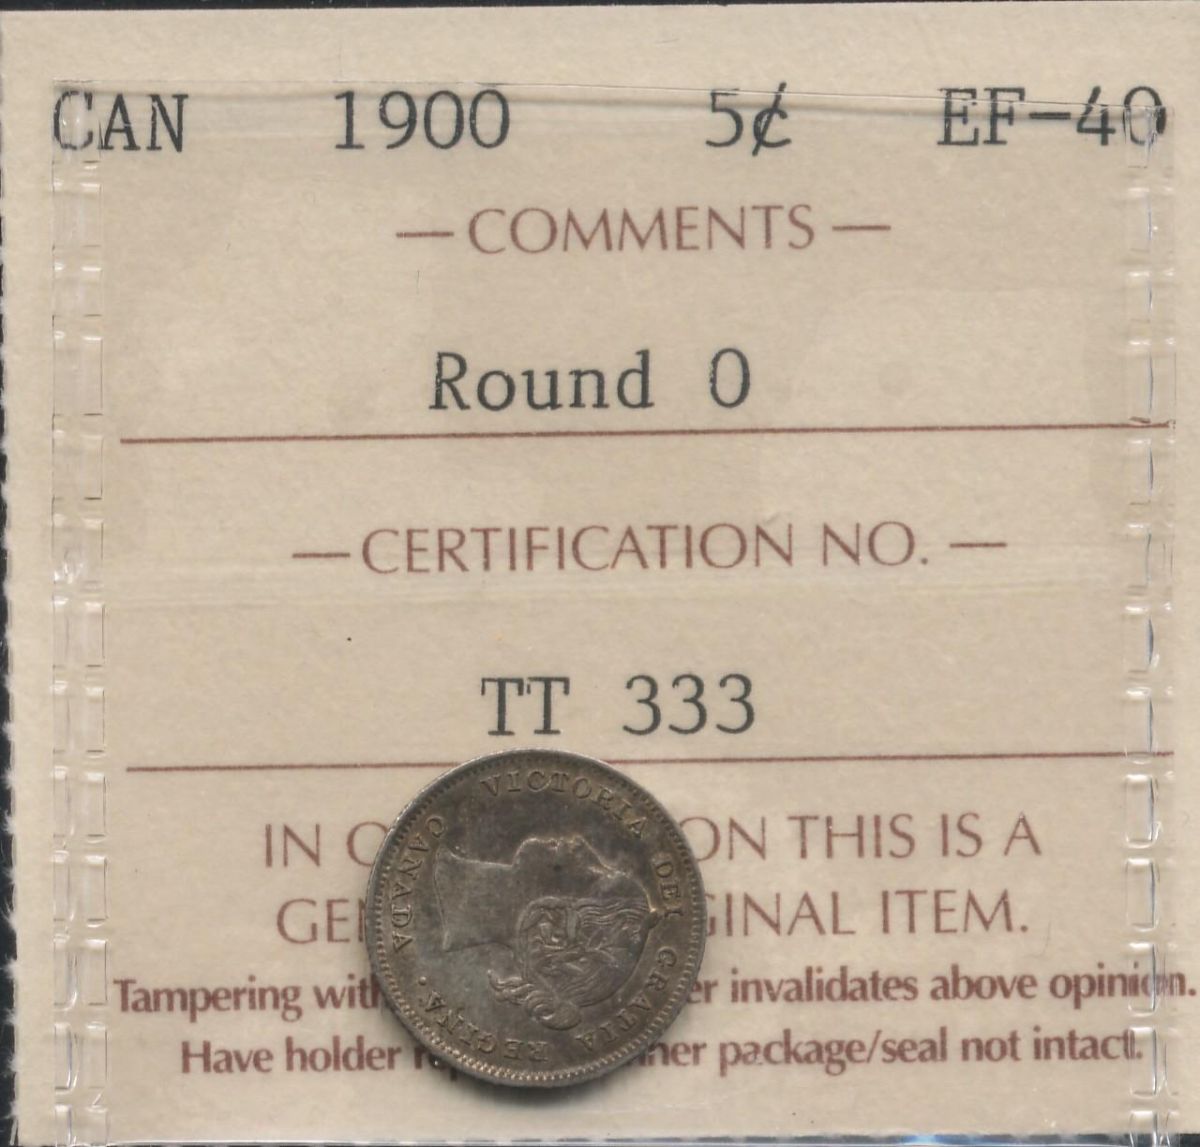 CAN 1900 5¢ EF-40
— COMMENTS —
Round 0
— CERTIFICATION NO. —
TT 333
VICTORIA DEI GRATIA REGINA. CANADA
IN ON THIS IS A
GEN GINAL ITEM.
Tampering with er invalidates above opinion.
Have holder r ner package/seal not intact.